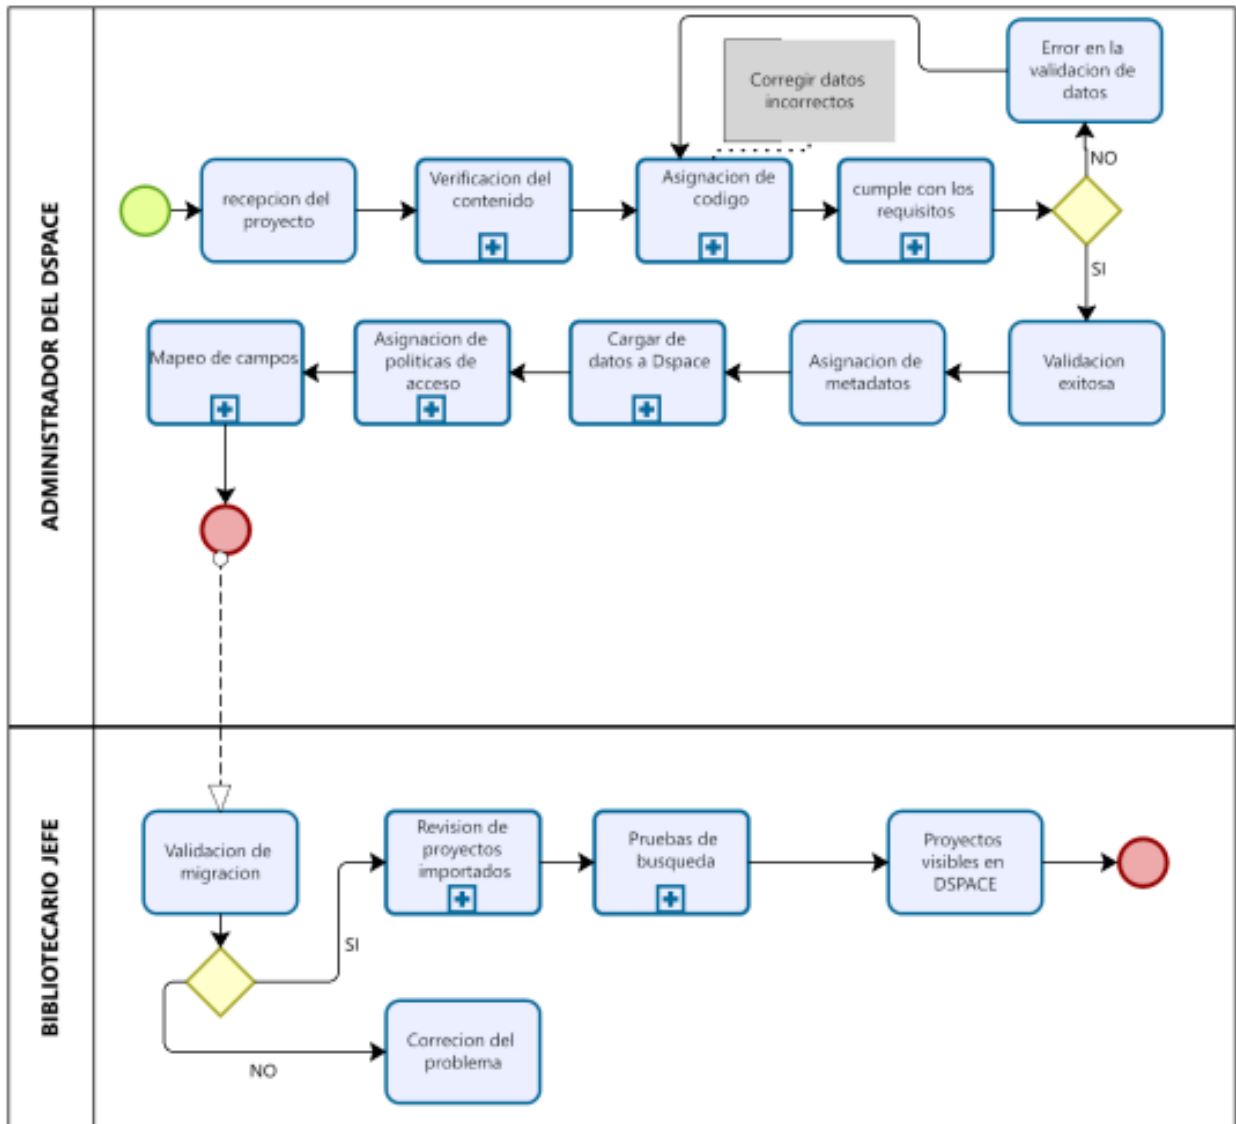 ADMINISTRADOR DEL DSPACE
Corregir datos
incorrectos
Error en la
validacion de
datos
recepcion del
proyecto
Verificacion del
contenido
Asignacion de
codigo
cumple con los
requisitos
NO
SI
Mapeo de campos
Asignacion de
politicas de
acceso
Cargar de
datos a Dspace
Asignacion de
metadatos
Validacion
exitosa
BIBLIOTECARIO JEFE
Validacion de
migracion
Revision de
proyectos
importados
Pruebas de
busqueda
Proyectos
visibles en
DSPACE
SI
NO
Correcion del
problema